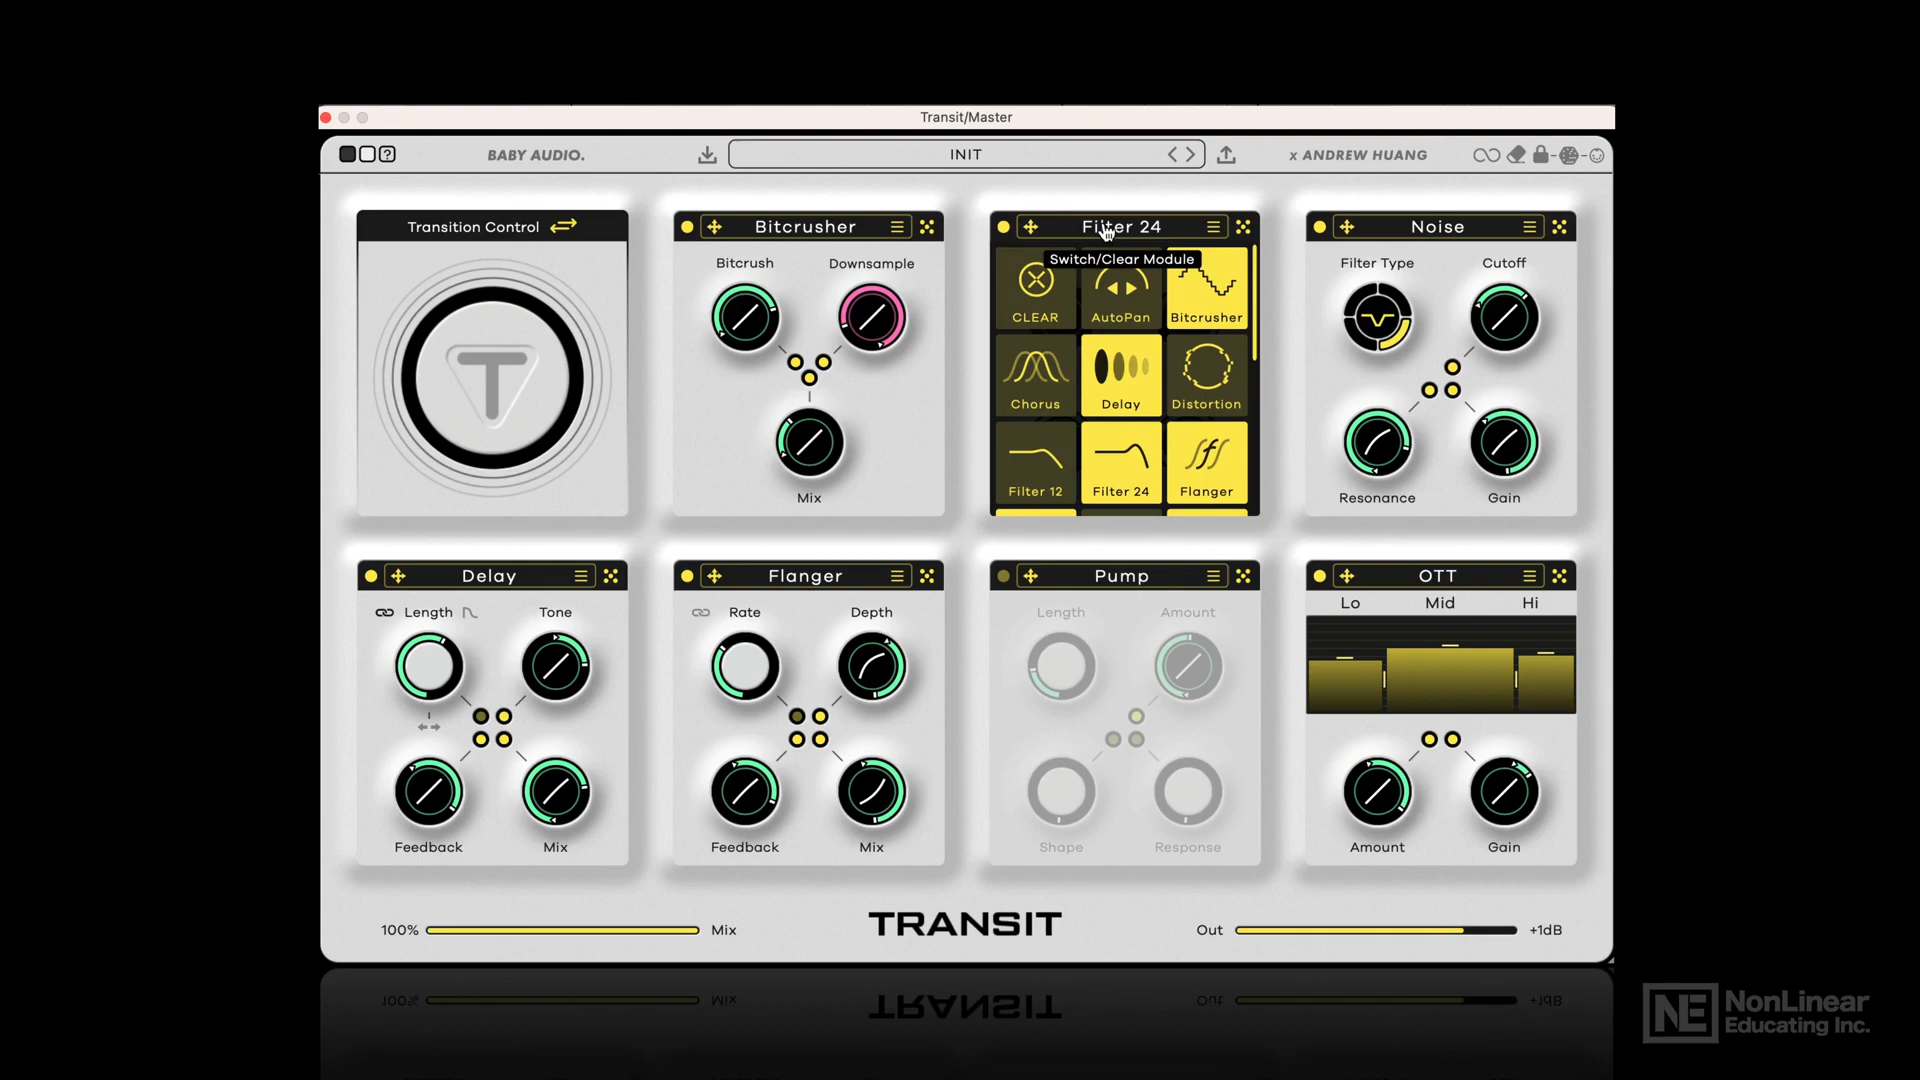 Transit/Master
?
BABY AUDIO.
INIT
x ANDREW HUANG
Transition Control
T
Bitcrusher
Bitcrush
Downsample
Mix
Filter 24
Switch/Clear Module
CLEAR
AutoPan
Bitcrusher
Chorus
Delay
Distortion
Filter 12
Filter 24
Flanger
Noise
Filter Type
Cutoff
Resonance
Gain
Delay
Length
Tone
Feedback
Mix
Flanger
Rate
Depth
Feedback
Mix
Pump
Length
Amount
Shape
Response
OTT
Lo Mid Hi
Amount
Gain
100% Mix
TRANSIT
Out +1dB
NE NonLinear
Educating Inc.